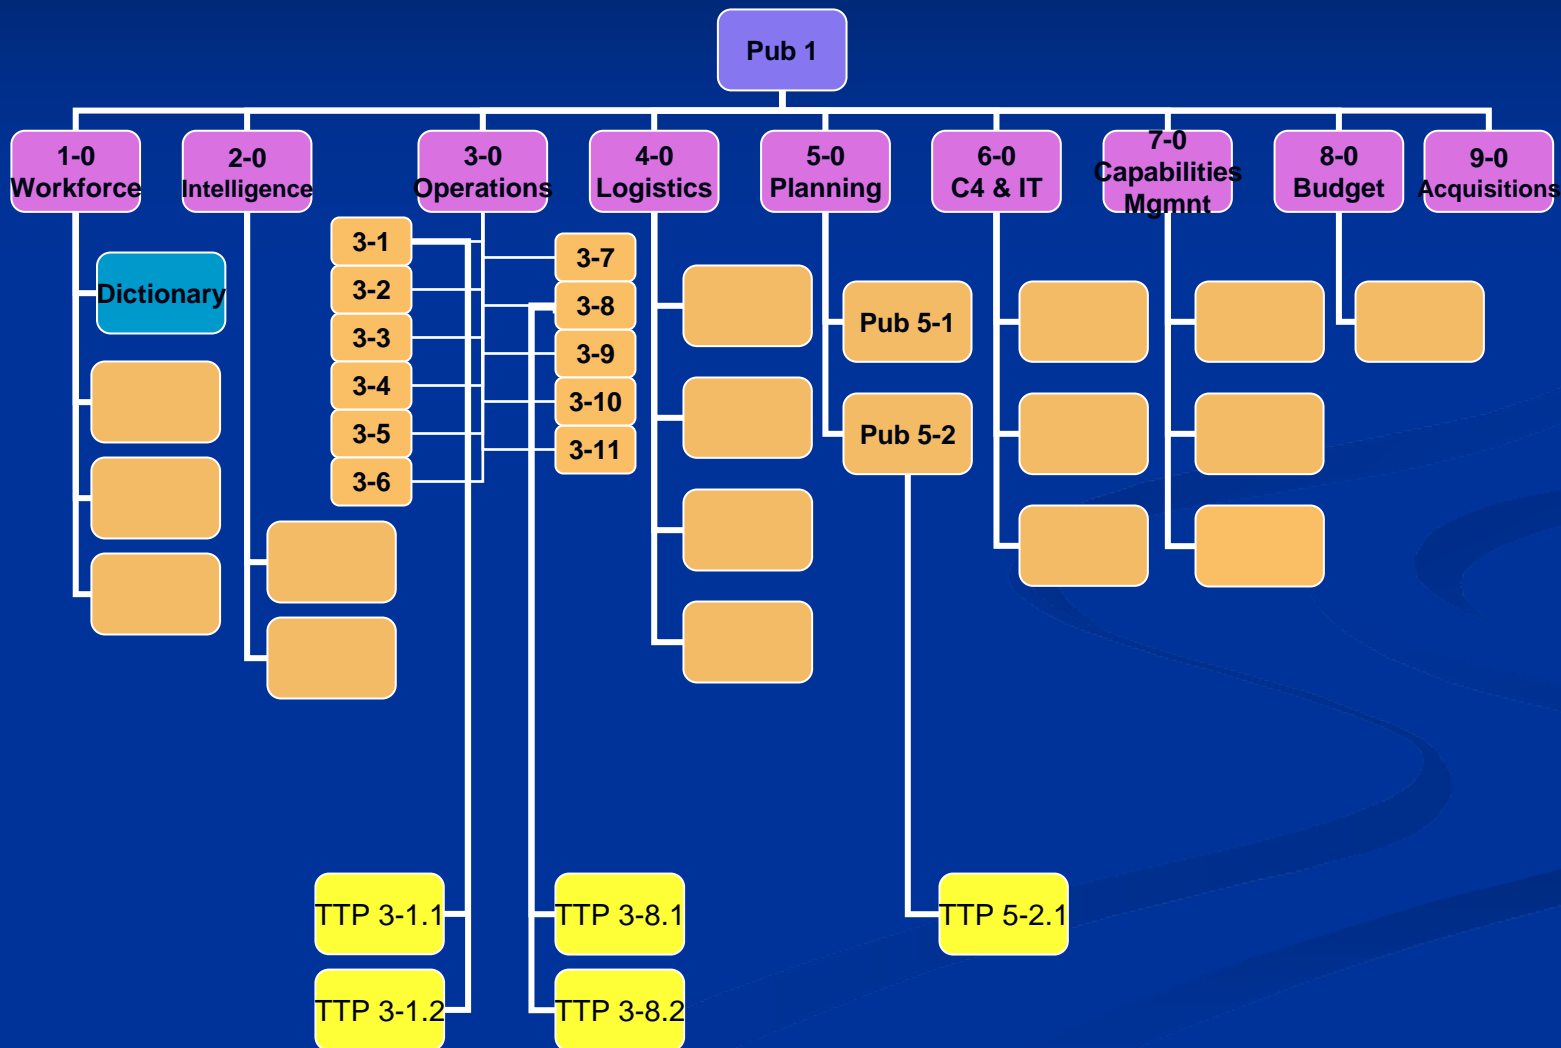 Pub 1
1-0
Workforce
2-0
Intelligence
3-0
Operations
4-0
Logistics
5-0
Planning
6-0
C4 & IT
7-0
Capabilities
Mgmnt
8-0
Budget
9-0
Acquisitions
Dictionary
3-1
3-2
3-3
3-4
3-5
3-6
3-7
3-8
3-9
3-10
3-11
Pub 5-1
Pub 5-2
TTP 3-1.1
TTP 3-8.1
TTP 5-2.1
TTP 3-1.2
TTP 3-8.2